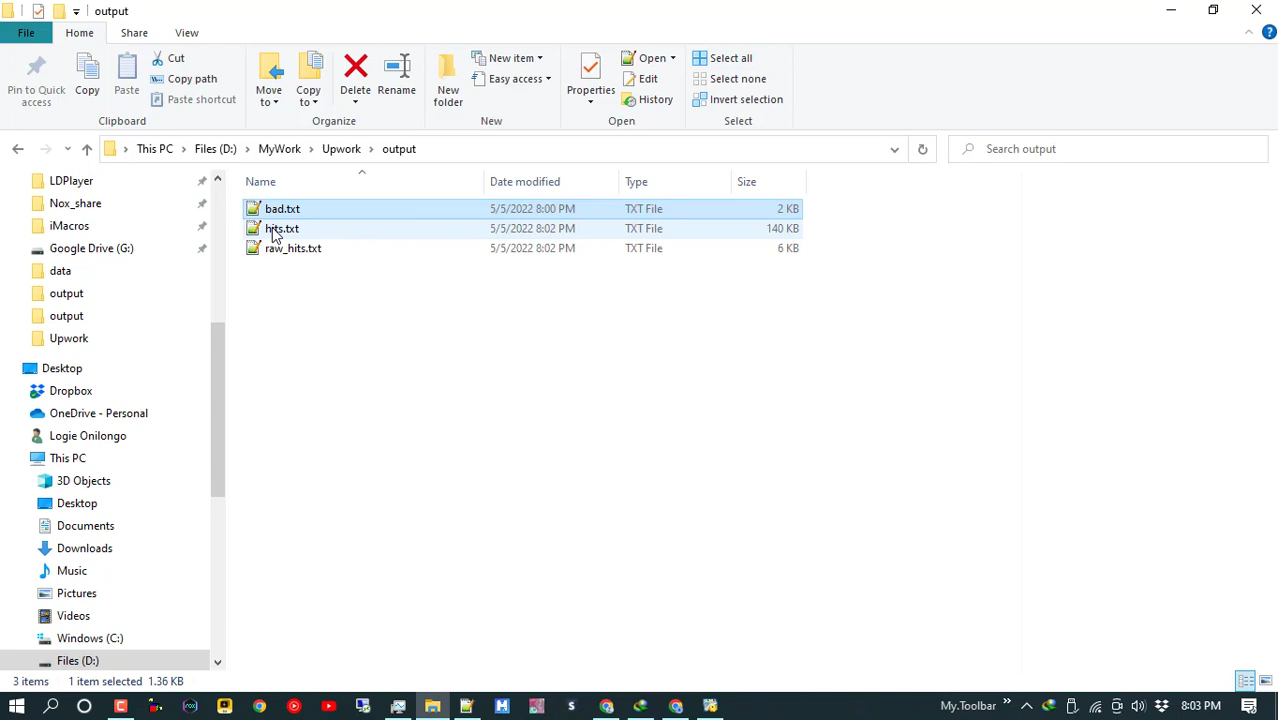 output
File Home Share View
Pin to Quick access
Copy
Paste
Cut
Copy path
Paste shortcut
Clipboard
Move to
Copy to
Delete
Rename
Organize
New folder
New item
Easy access
New
Properties
Open
Edit
History
Open
Select all
Select none
Invert selection
Select
This PC Files (D:) MyWork Upwork output
Search output
LDPlayer
Nox_share
iMacros
Google Drive (G:)
data
output
output
Upwork
Desktop
Dropbox
OneDrive - Personal
Logie Onilongo
This PC
3D Objects
Desktop
Documents
Downloads
Music
Pictures
Videos
Windows (C:)
Files (D:)
Name Date modified Type Size
bad.txt 5/5/2022 8:00 PM TXT File 2 KB
hits.txt 5/5/2022 8:02 PM TXT File 140 KB
raw_hits.txt 5/5/2022 8:02 PM TXT File 6 KB
3 items 1 item selected 1.36 KB
My.Toolbar 8:03 PM